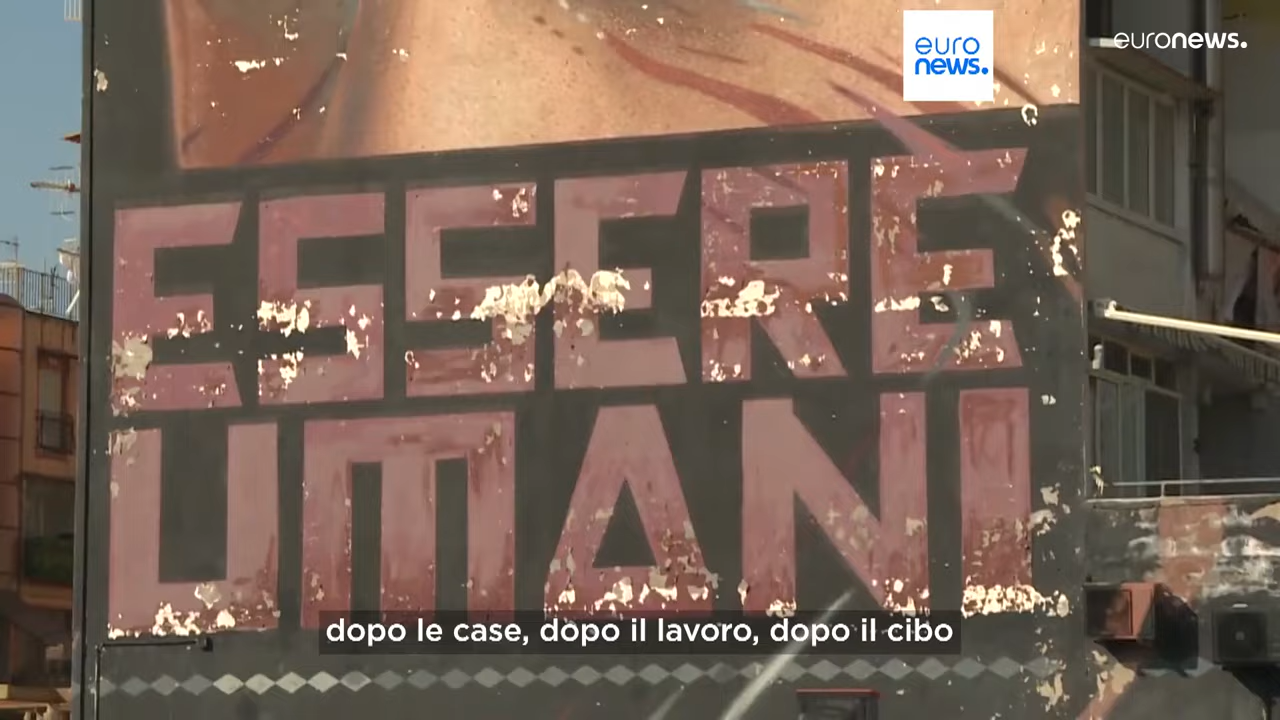 euro
news.
euronews.
ESSERE
UMANI
dopo le case, dopo il lavoro, dopo il cibo